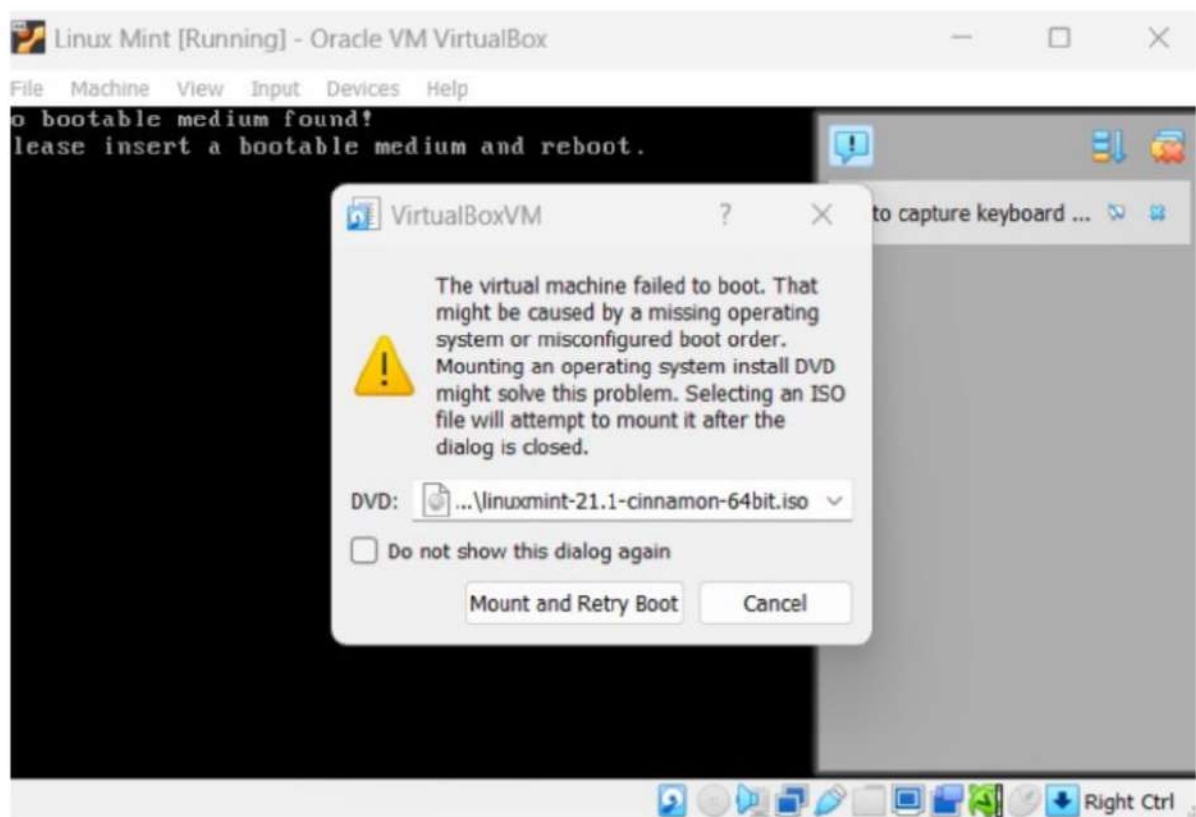 Linux Mint [Running] - Oracle VM VirtualBox
File Machine View Input Devices Help
o bootable medium found!
lease insert a bootable medium and reboot.
to capture keyboard ...
VirtualBoxVM ?
The virtual machine failed to boot. That
might be caused by a missing operating
system or misconfigured boot order.
Mounting an operating system install DVD
might solve this problem. Selecting an ISO
file will attempt to mount it after the
dialog is closed.
DVD: ...\linuxmint-21.1-cinnamon-64bit.iso
Do not show this dialog again
Mount and Retry Boot Cancel
Right Ctrl